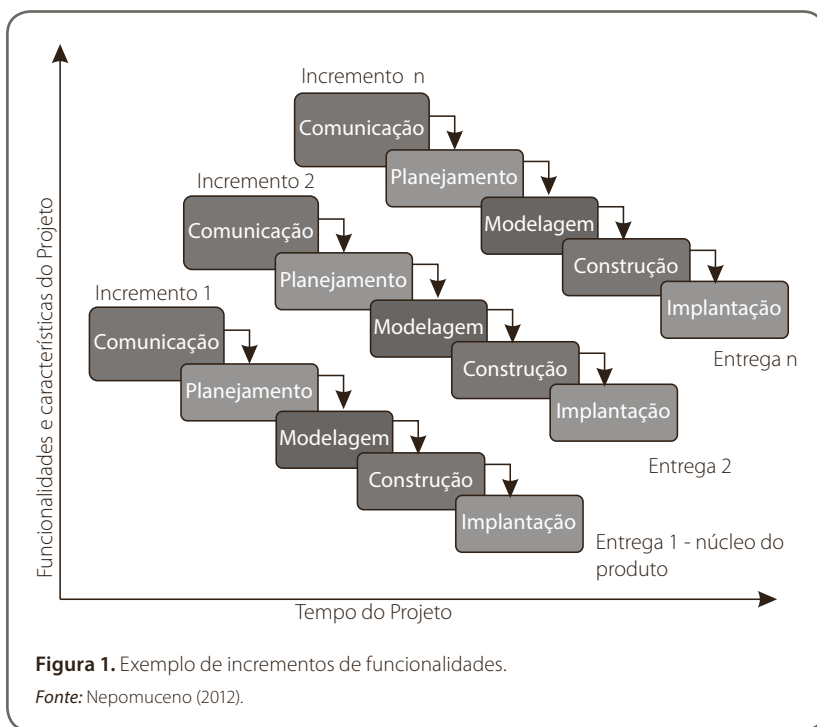 Incremento n
Comunicação
Planejamento
Modelagem
Construção
Implantação
Entrega n
Incremento 2
Comunicação
Planejamento
Modelagem
Construção
Implantação
Entrega 2
Incremento 1
Comunicação
Planejamento
Modelagem
Construção
Implantação
Entrega 1 - núcleo do
produto
Funcionalidades e características do Projeto
Tempo do Projeto
Figura 1. Exemplo de incrementos de funcionalidades.
Fonte: Nepomuceno (2012).